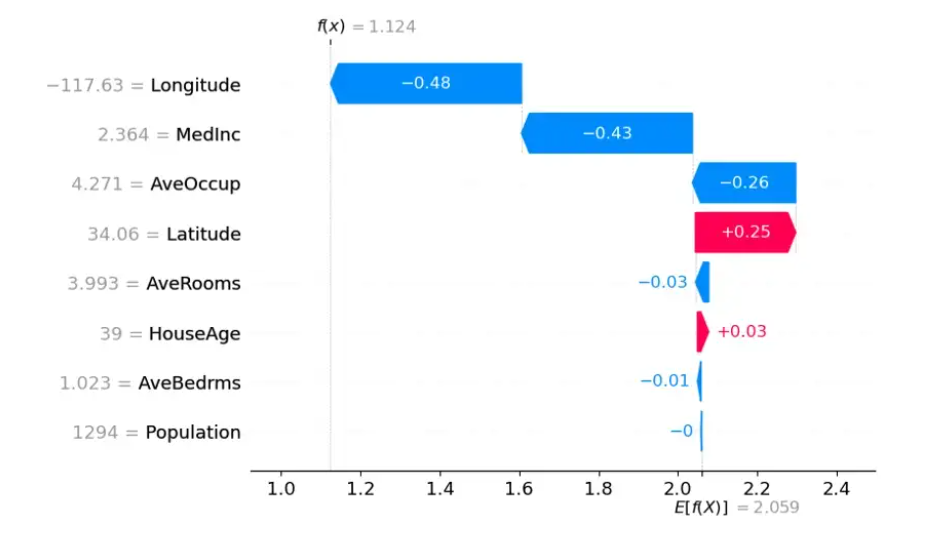 f(x) = 1.124
−117.63 = Longitude −0.48
2.364 = MedInc −0.43
4.271 = AveOccup −0.26
34.06 = Latitude +0.25
3.993 = AveRooms −0.03
39 = HouseAge +0.03
1.023 = AveBedrms −0.01
1294 = Population −0
1.0 1.2 1.4 1.6 1.8 2.0 2.2 2.4
E[f(X)] = 2.059